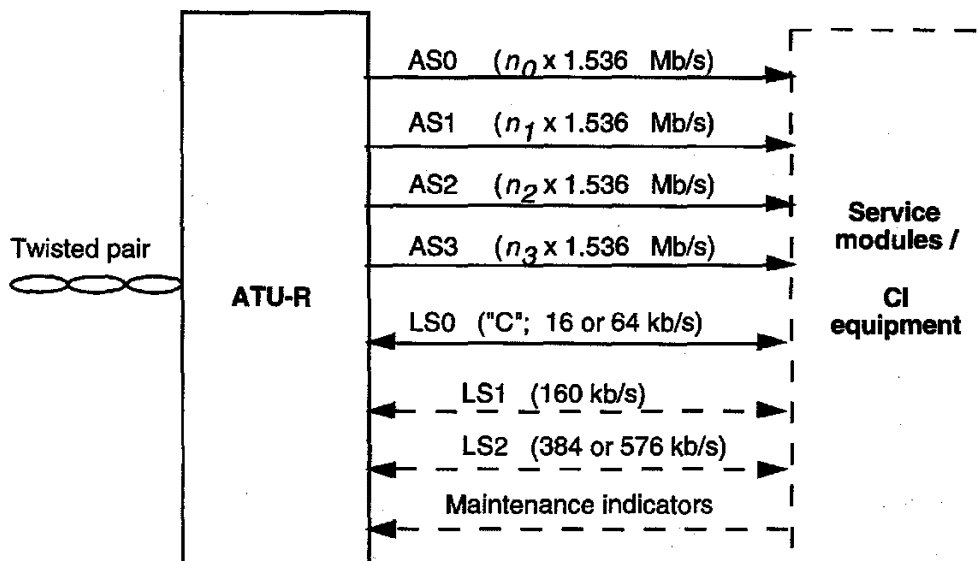 AS0 (n0 x 1.536 Mb/s)
AS1 (n1 x 1.536 Mb/s)
AS2 (n2 x 1.536 Mb/s)
AS3 (n3 x 1.536 Mb/s)
LS0 ("C"; 16 or 64 kb/s)
LS1 (160 kb/s)
LS2 (384 or 576 kb/s)
Maintenance indicators
Twisted pair
ATU-R
Service
modules /
CI
equipment